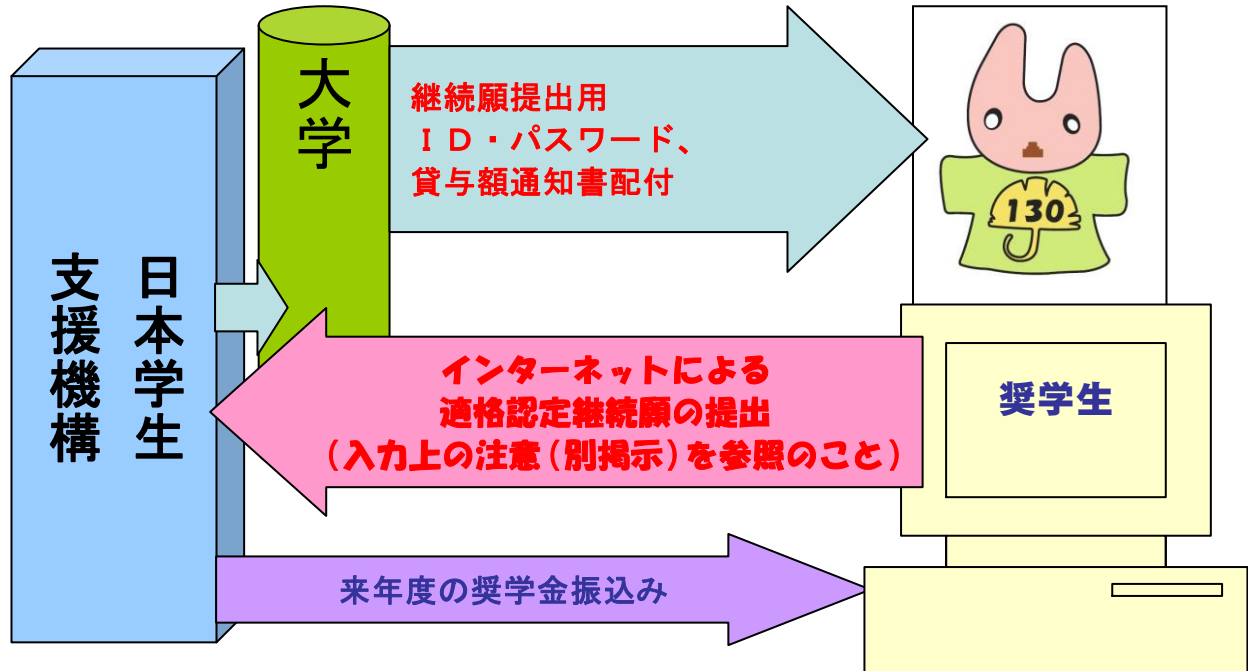 大学
継続願提出用
ＩＤ・パスワード、
貸与額通知書配付
130
日本学生
支援機構
インターネットによる
適格認定継続願の提出
（入力上の注意（別掲示）を参照のこと）
奨学生
来年度の奨学金振込み